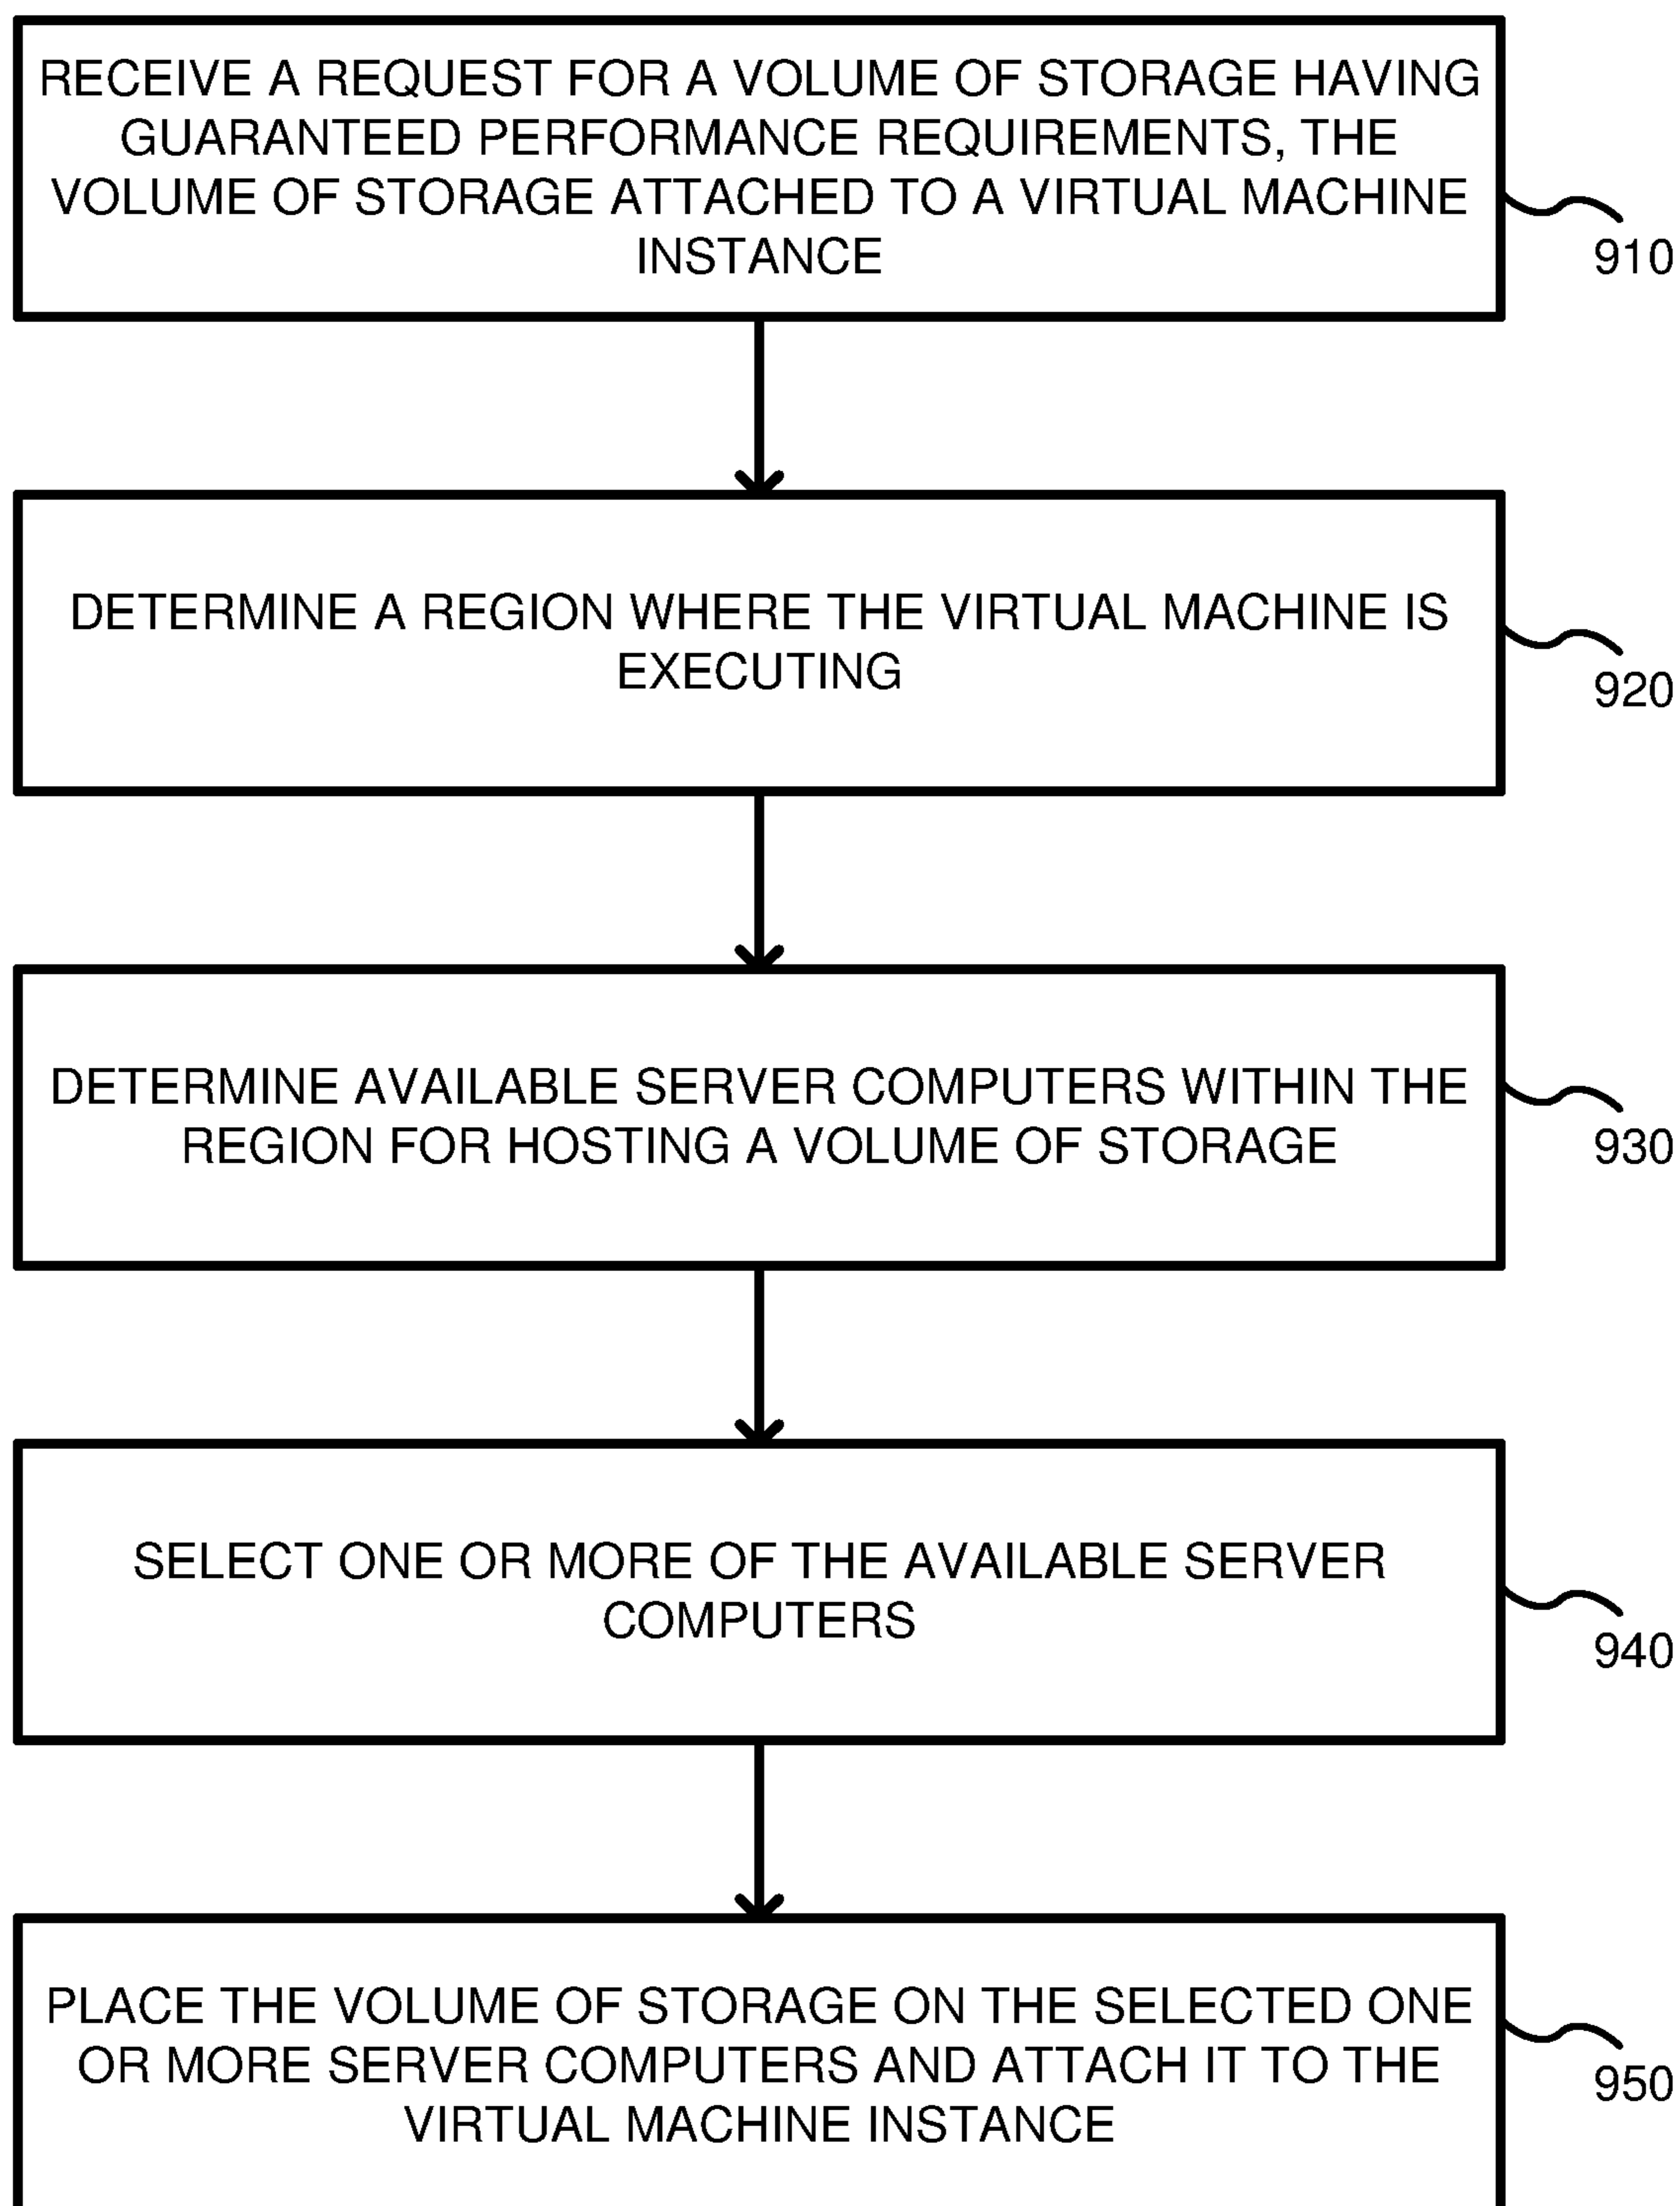 RECEIVE A REQUEST FOR A VOLUME OF STORAGE HAVING
GUARANTEED PERFORMANCE REQUIREMENTS, THE
VOLUME OF STORAGE ATTACHED TO A VIRTUAL MACHINE
INSTANCE
910
DETERMINE A REGION WHERE THE VIRTUAL MACHINE IS
EXECUTING
920
DETERMINE AVAILABLE SERVER COMPUTERS WITHIN THE
REGION FOR HOSTING A VOLUME OF STORAGE
930
SELECT ONE OR MORE OF THE AVAILABLE SERVER
COMPUTERS
940
PLACE THE VOLUME OF STORAGE ON THE SELECTED ONE
OR MORE SERVER COMPUTERS AND ATTACH IT TO THE
VIRTUAL MACHINE INSTANCE
950